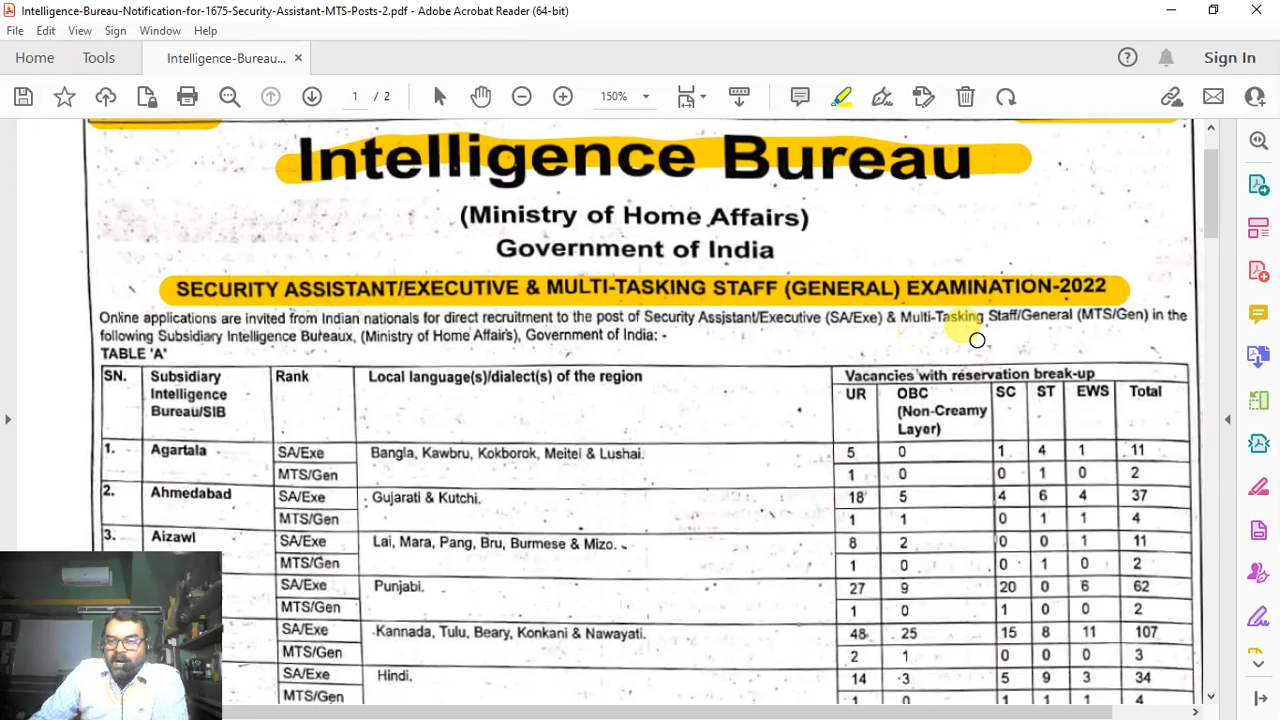 Intelligence-Bureau-Notification-for-1675-Security-Assistant-MTS-Posts-2.pdf - Adobe Acrobat Reader (64-bit)
File Edit View Sign Window Help
Home Tools Intelligence-Bureau... × Sign In
1 / 2 150%
Intelligence Bureau
(Ministry of Home Affairs)
Government of India
SECURITY ASSISTANT/EXECUTIVE & MULTI-TASKING STAFF (GENERAL) EXAMINATION-2022
Online applications are invited from Indian nationals for direct recruitment to the post of Security Assistant/Executive (SA/Exe) & Multi-Tasking Staff/General (MTS/Gen) in the
following Subsidiary Intelligence Bureaux, (Ministry of Home Affairs), Government of India: -
TABLE 'A'
SN. Subsidiary Intelligence Bureau/SIB Rank Local language(s)/dialect(s) of the region Vacancies with reservation break-up
UR OBC (Non-Creamy Layer) SC ST EWS Total
1. Agartala SA/Exe Bangla, Kawbru, Kokborok, Meitei & Lushai. 5 0 1 4 1 11
MTS/Gen 1 0 0 1 0 2
2. Ahmedabad SA/Exe Gujarati & Kutchi. 18 5 4 6 4 37
MTS/Gen 1 1 0 1 1 4
3. Aizawl SA/Exe Lai, Mara, Pang, Bru, Burmese & Mizo. 8 2 0 0 1 11
MTS/Gen 1 0 0 1 0 2
SA/Exe Punjabi. 27 9 20 0 6 62
MTS/Gen 1 0 1 0 0 2
SA/Exe Kannada, Tulu, Beary, Konkani & Nawayati. 48 25 15 8 11 107
MTS/Gen 2 1 0 0 0 3
SA/Exe Hindi. 14 3 5 9 3 34
MTS/Gen 1 0 1 1 1 4